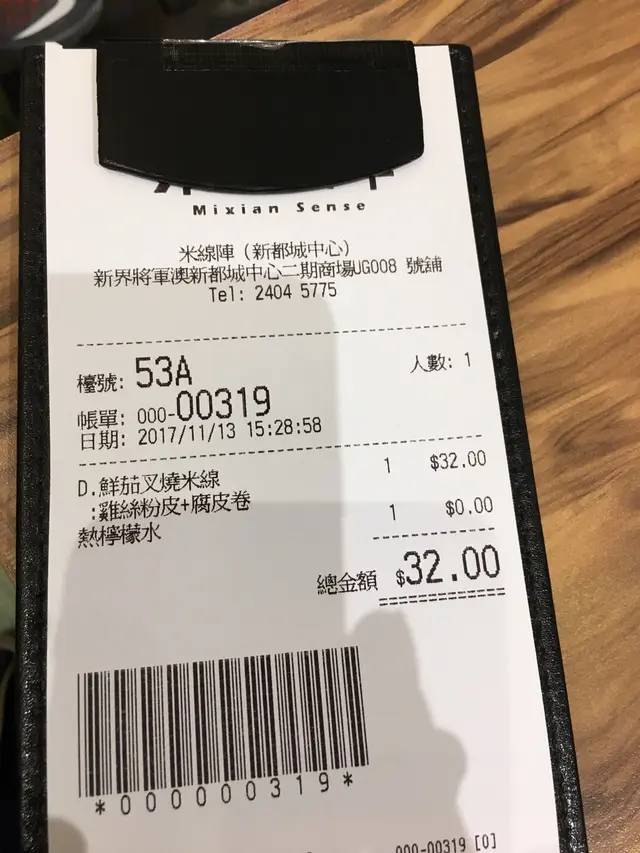 Mixian Sense
米線陣（新都城中心）
新界將軍澳新都城中心二期商場UG008 號舖
Tel: 2404 5775
檯號: 53A 人數: 1
帳單: 000-00319
日期: 2017/11/13 15:28:58
D.鮮茄叉燒米線 1 $32.00
:雞絲粉皮+腐皮卷
熱檸檬水 1 $0.00
總金額 $32.00
*000000319*
000-00319 [0]